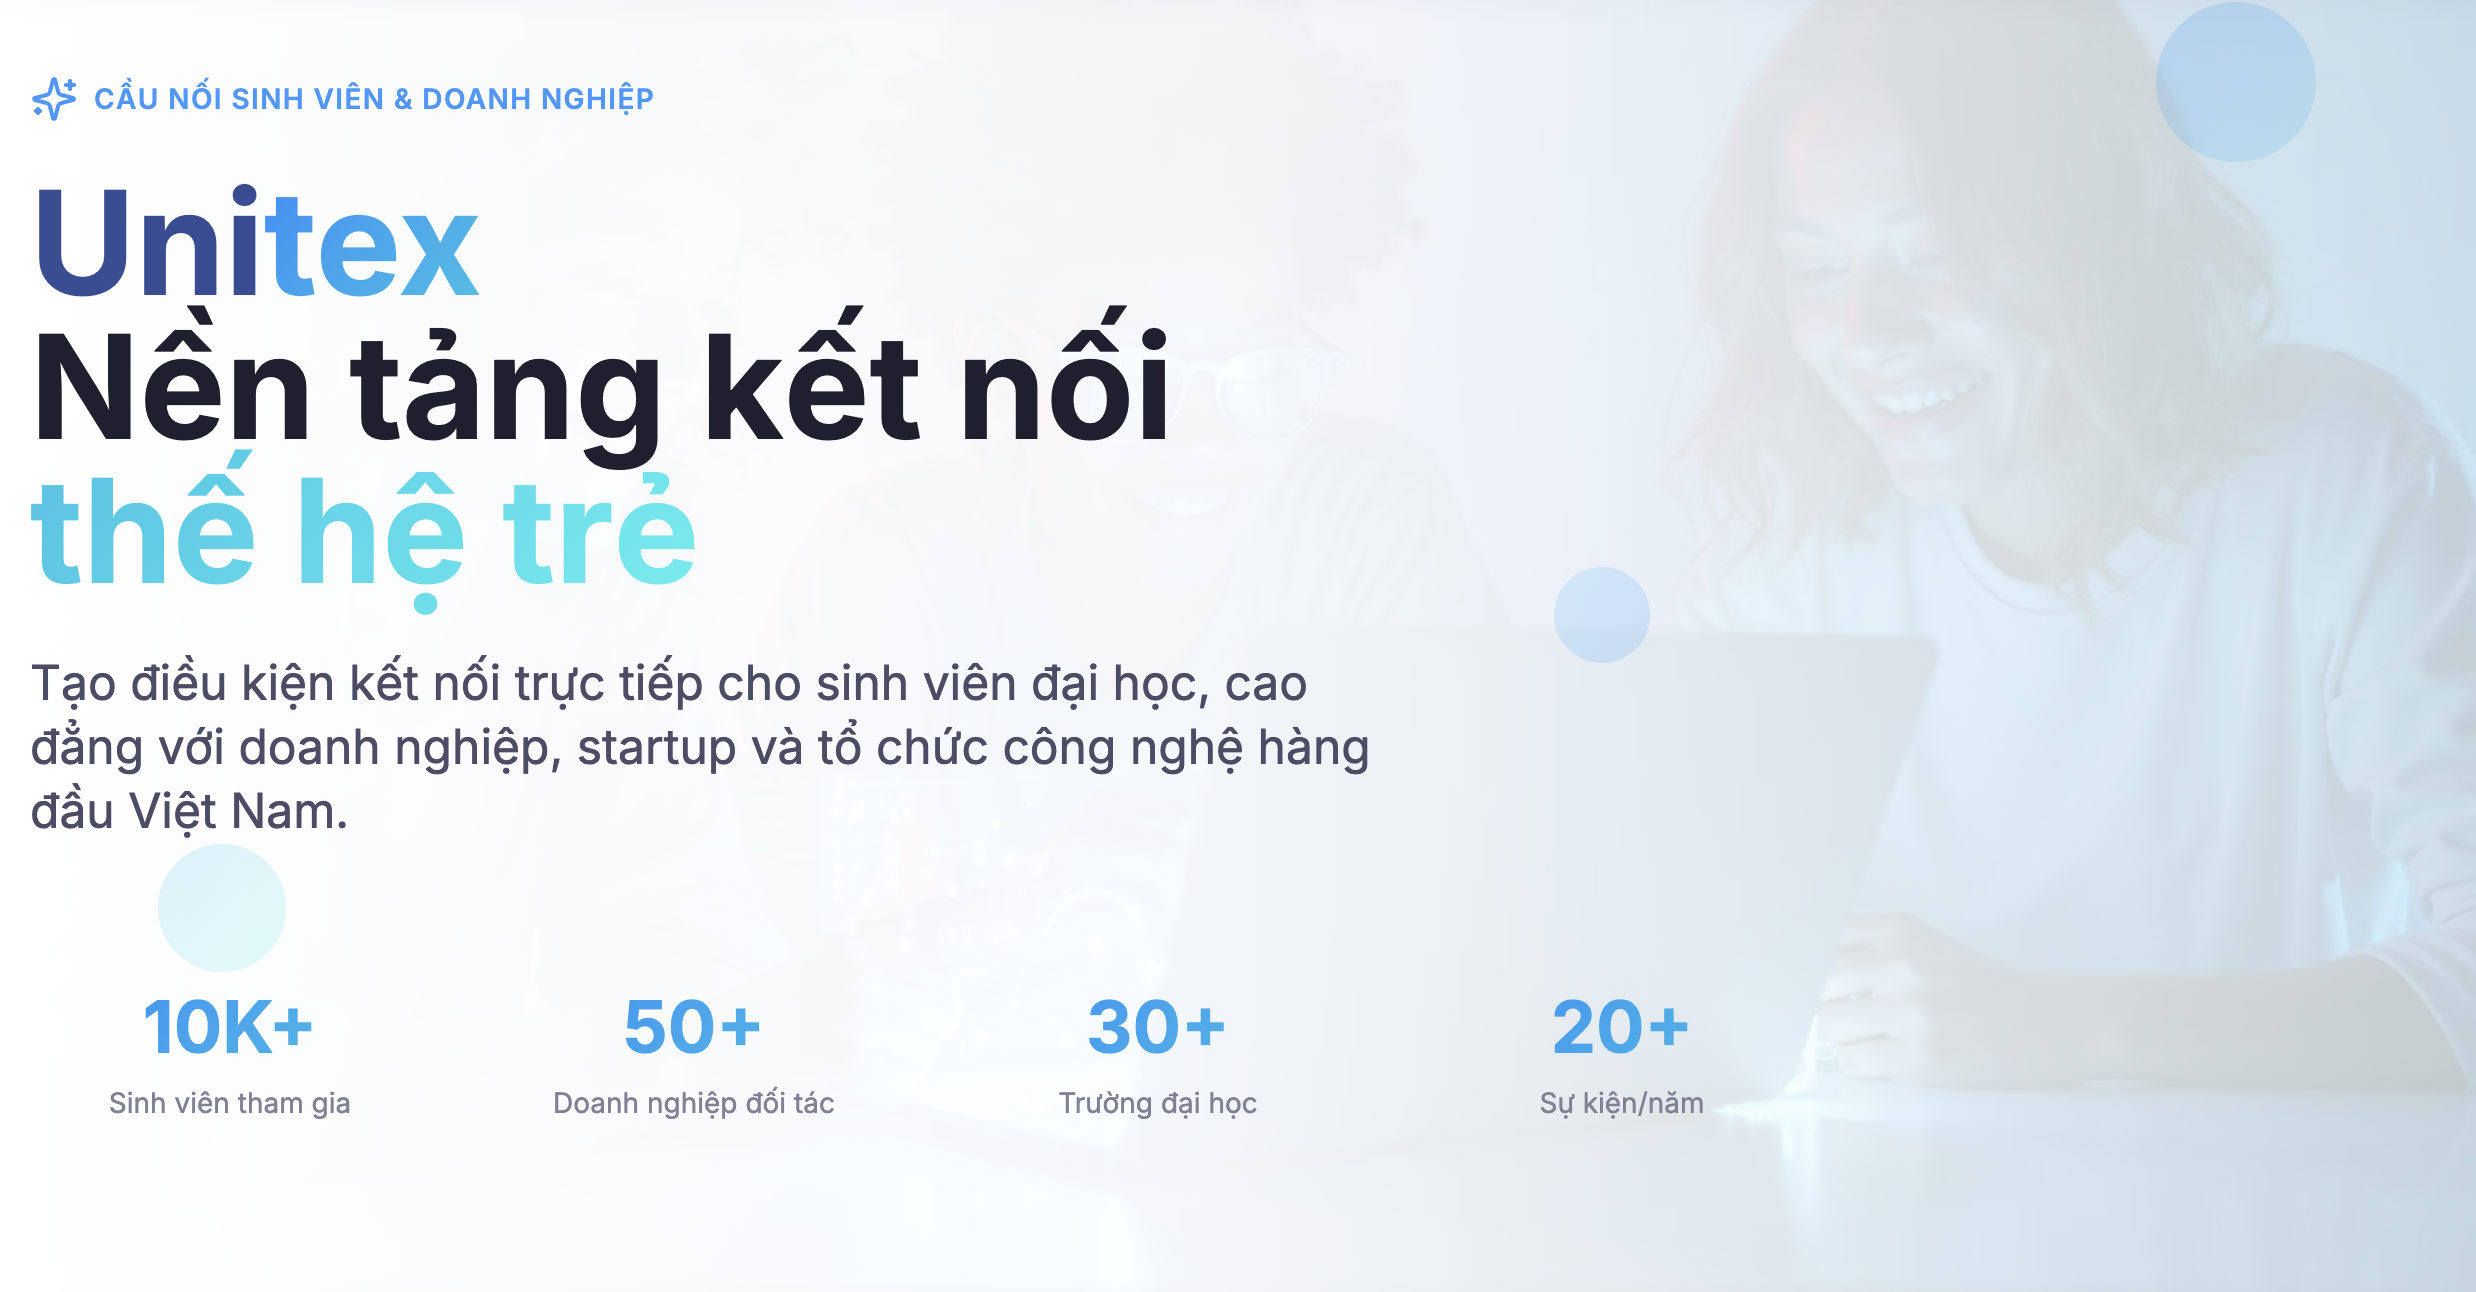 CẦU NỐI SINH VIÊN & DOANH NGHIỆP
Unitex
Nền tảng kết nối
thế hệ trẻ
Tạo điều kiện kết nối trực tiếp cho sinh viên đại học, cao
đẳng với doanh nghiệp, startup và tổ chức công nghệ hàng
đầu Việt Nam.
10K+
Sinh viên tham gia
50+
Doanh nghiệp đối tác
30+
Trường đại học
20+
Sự kiện/năm